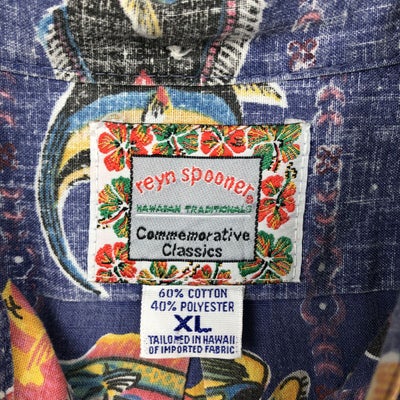 reyn spooner®
HAWAIIAN TRADITIONALS
Commemorative
Classics
60% COTTON
40% POLYESTER
XL
TAILORED IN HAWAII
OF IMPORTED FABRIC